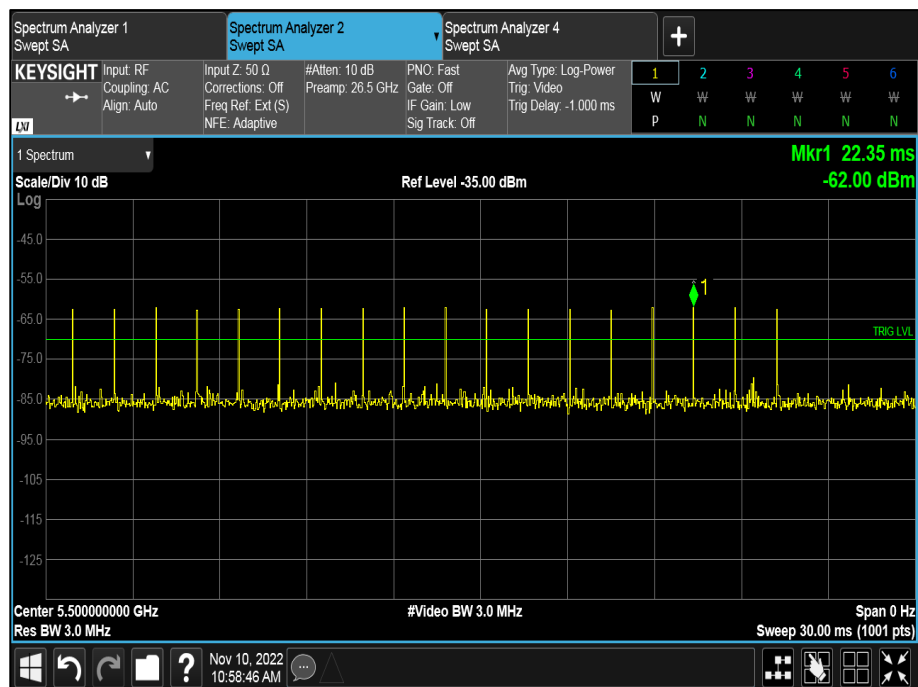 Spectrum Analyzer 1
Swept SA
Spectrum Analyzer 2
Swept SA
Spectrum Analyzer 4
Swept SA
KEYSIGHT
LXI
Input: RF
Coupling: AC
Align: Auto
Input Z: 50 Ω
Corrections: Off
Freq Ref: Ext (S)
NFE: Adaptive
#Atten: 10 dB
Preamp: 26.5 GHz
PNO: Fast
Gate: Off
IF Gain: Low
Sig Track: Off
Avg Type: Log-Power
Trig: Video
Trig Delay: -1.000 ms
1 2 3 4 5 6
W W W W W W
P N N N N N
1 Spectrum
Mkr1 22.35 ms
Scale/Div 10 dB Ref Level -35.00 dBm -62.00 dBm
Log
-45.0
-55.0
1
-65.0
TRIG LVL
-75.0
-85.0
-95.0
-105
-115
-125
Center 5.500000000 GHz #Video BW 3.0 MHz Span 0 Hz
Res BW 3.0 MHz Sweep 30.00 ms (1001 pts)
Nov 10, 2022
10:58:46 AM